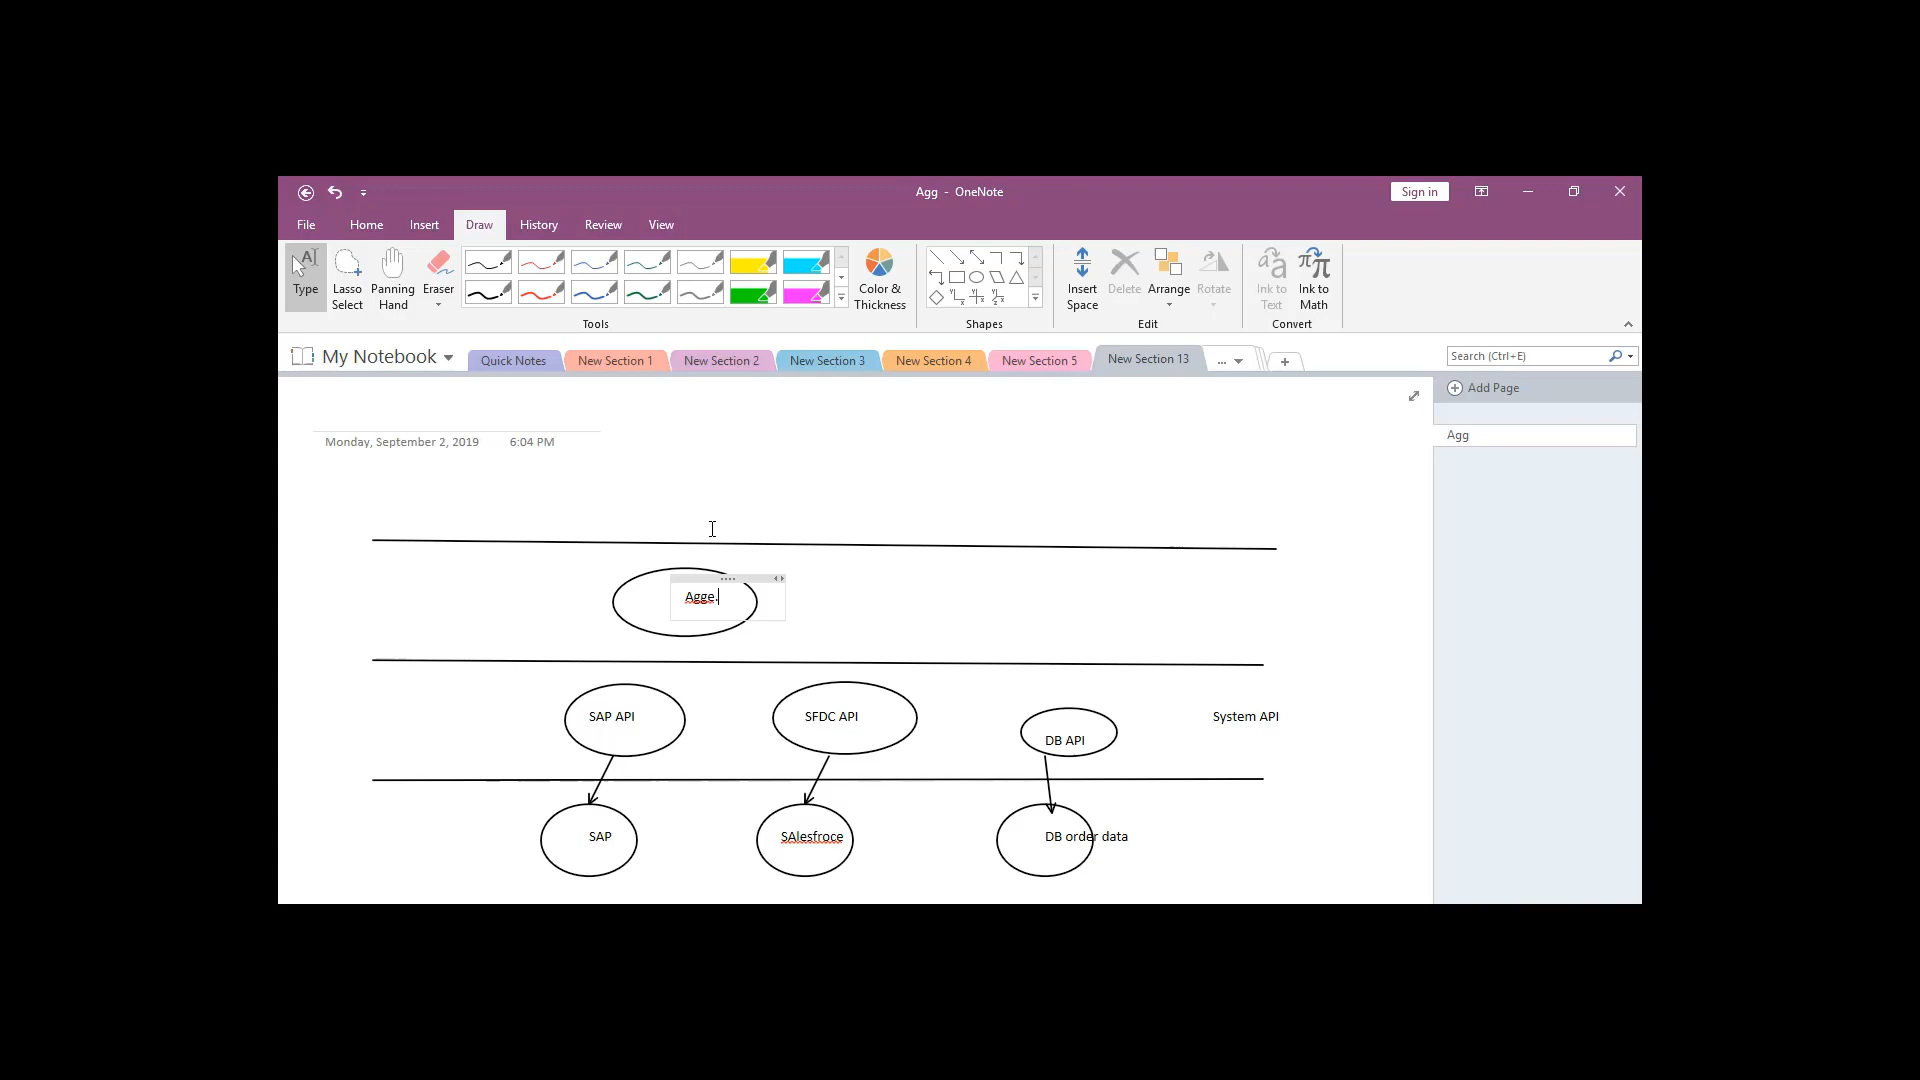 Agg - OneNote
Sign in
File Home Insert Draw History Review View
Type
Lasso Select
Panning Hand
Eraser
Color & Thickness
Insert Space
Delete
Arrange
Rotate
Ink to Text
Ink to Math
Tools
Shapes
Edit
Convert
My Notebook
Quick Notes
New Section 1
New Section 2
New Section 3
New Section 4
New Section 5
New Section 13
...
Search (Ctrl+E)
Add Page
Agg
Monday, September 2, 2019 6:04 PM
Agge.
SAP API
SFDC API
DB API
System API
SAP
SAlesfroce
DB order data